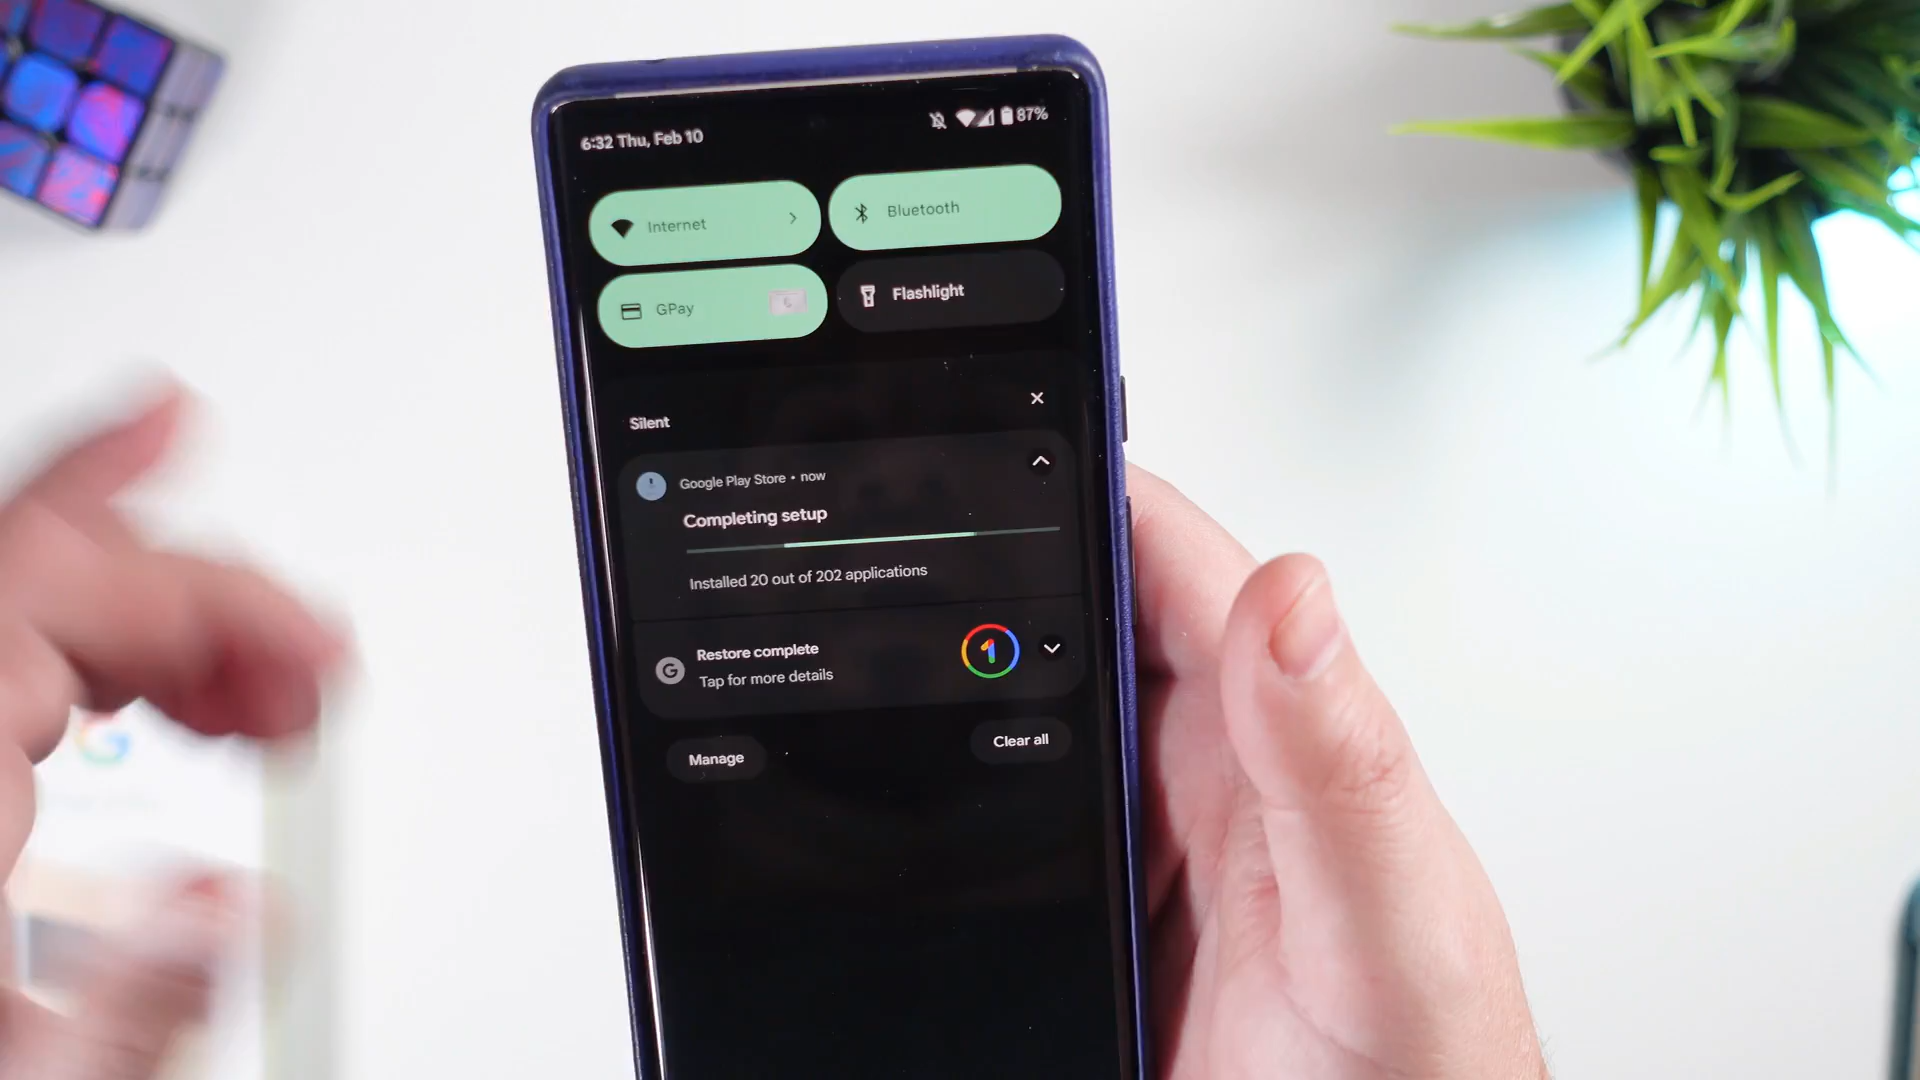 6:32 Thu, Feb 10
87%
Internet
Bluetooth
GPay
Flashlight
Silent
Google Play Store • now
Completing setup
Installed 20 out of 202 applications
G
Restore complete
1
Tap for more details
Manage
Clear all